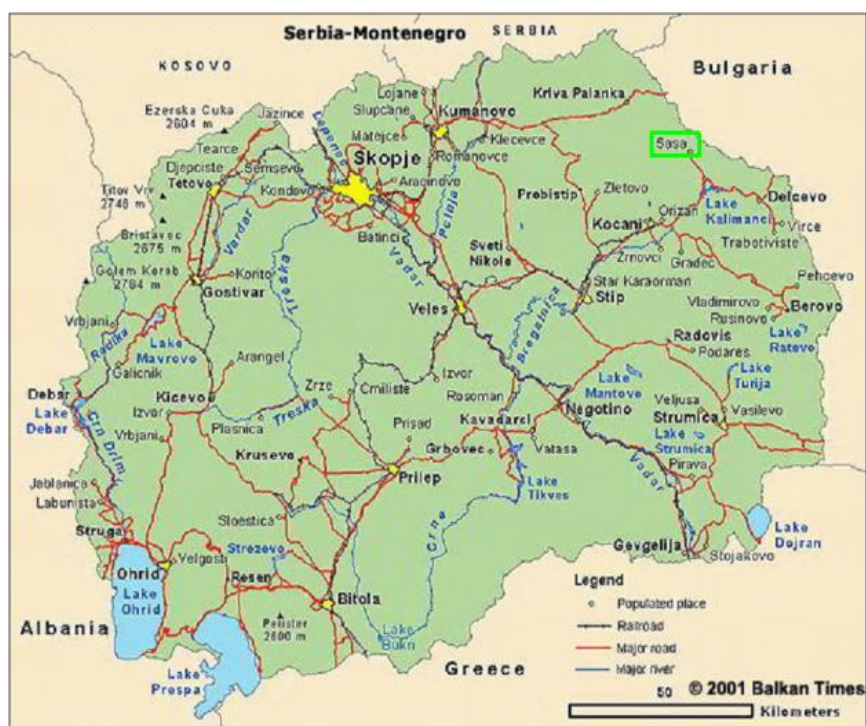 Serbia-Montenegro
SERBIA
KOSOVO
Bulgaria
Lojane
Kriva Palanka
Ezerska Cuka
2604 m
Jazince
Slupcane
Kumanovo
Lepenec
Matejce
Klecevce
Sasa
Tearce
Skopje
Romanovce
Djepciste
Semsevo
Tetovo
Kondovo
Aracinovo
Probistip
Zletovo
Lake
Kalimanci
Delcevo
Titov Vrv
2748 m
Vardar
Pcinja
Kocani
Orizari
Virce
Bristavec
2675 m
Batinci
Treska
Vadar
Sveti
Nikole
Zrnovci
Trabotiviste
Golem Korab
2764 m
Korito
Gradec
Pehcevo
Gostivar
Star Karaorman
Stip
Vladimirovo
Berovo
Veles
Rusinovo
Vrbjani
Radika
Lake
Mavrovo
Bregalnica
Radovis
Lake
Ratevo
Galicnik
Arangel
Podares
Izvor
Lake
Turija
Debar
Lake
Debar
Kicevo
Zrze
Crniliste
Rosoman
Lake
Mantovo
Veljusa
Izvor
Treska
Negotino
Strumica
Vasilevo
Crn Drim
Plasnica
Prisad
Kavadarci
Vrbjani
Krusevo
Grbovec
Vatasa
Lake
Strumica
Pirava
Jablanica
Prilep
Lake
Tikves
Vadar
Labunista
Sloestica
Crna
Struga
Strezevo
Lake
Dojran
Velgosti
Gevgelija
Stojakovo
Ohrid
Resen
Lake
Ohrid
Bitola
Legend
Populated place
Albania
Pelister
2600 m
Railroad
Lake
Bukri
Major road
Lake
Prespa
Greece
Major river
50
© 2001 Balkan Times
Kilometers